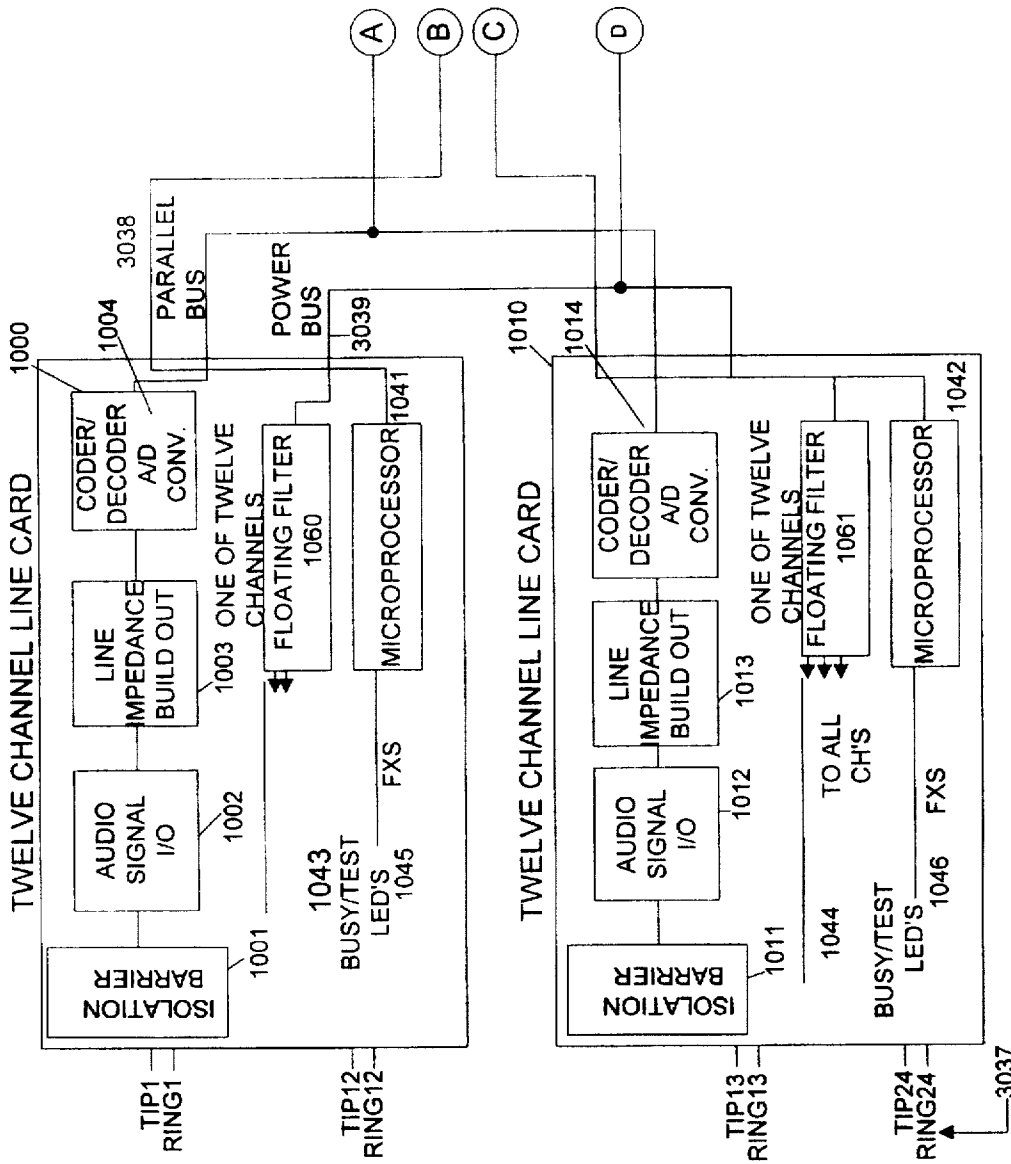 TWELVE CHANNEL LINE CARD
1000
1004
3038
ISOLATION
BARRIER
1001
AUDIO
SIGNAL
I/O
1002
LINE
IMPEDANCE
BUILD OUT
1003
CODER/
DECODER
A/D
CONV.
PARALLEL
BUS
ONE OF TWELVE
CHANNELS
FLOATING FILTER
1060
POWER
BUS
3039
1043
BUSY/TEST
LED'S
1045
FXS
MICROPROCESSOR
1041
TIP1
RING1
TIP12
RING12
A
B
C
D
TWELVE CHANNEL LINE CARD
1010
1014
ISOLATION
BARRIER
1011
AUDIO
SIGNAL
I/O
1012
LINE
IMPEDANCE
BUILD OUT
1013
CODER/
DECODER
A/D
CONV.
ONE OF TWELVE
CHANNELS
FLOATING FILTER
1061
1044
TO ALL
CH'S
BUSY/TEST
LED'S
1046
FXS
MICROPROCESSOR
1042
TIP13
RING13
TIP24
RING24
3037